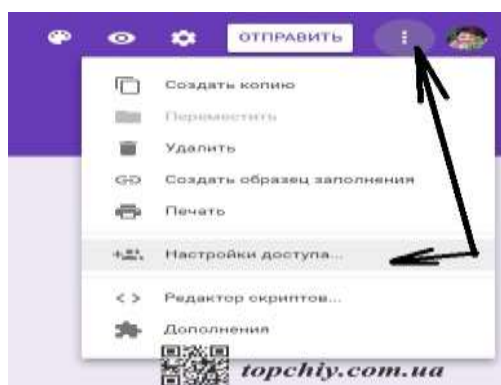 ОТПРАВИТЬ
Создать копию
Переместить
Удалить
Создать образец заполнения
Печать
Настройки доступа...
Редактор скриптов...
Дополнения
topchiy.com.ua